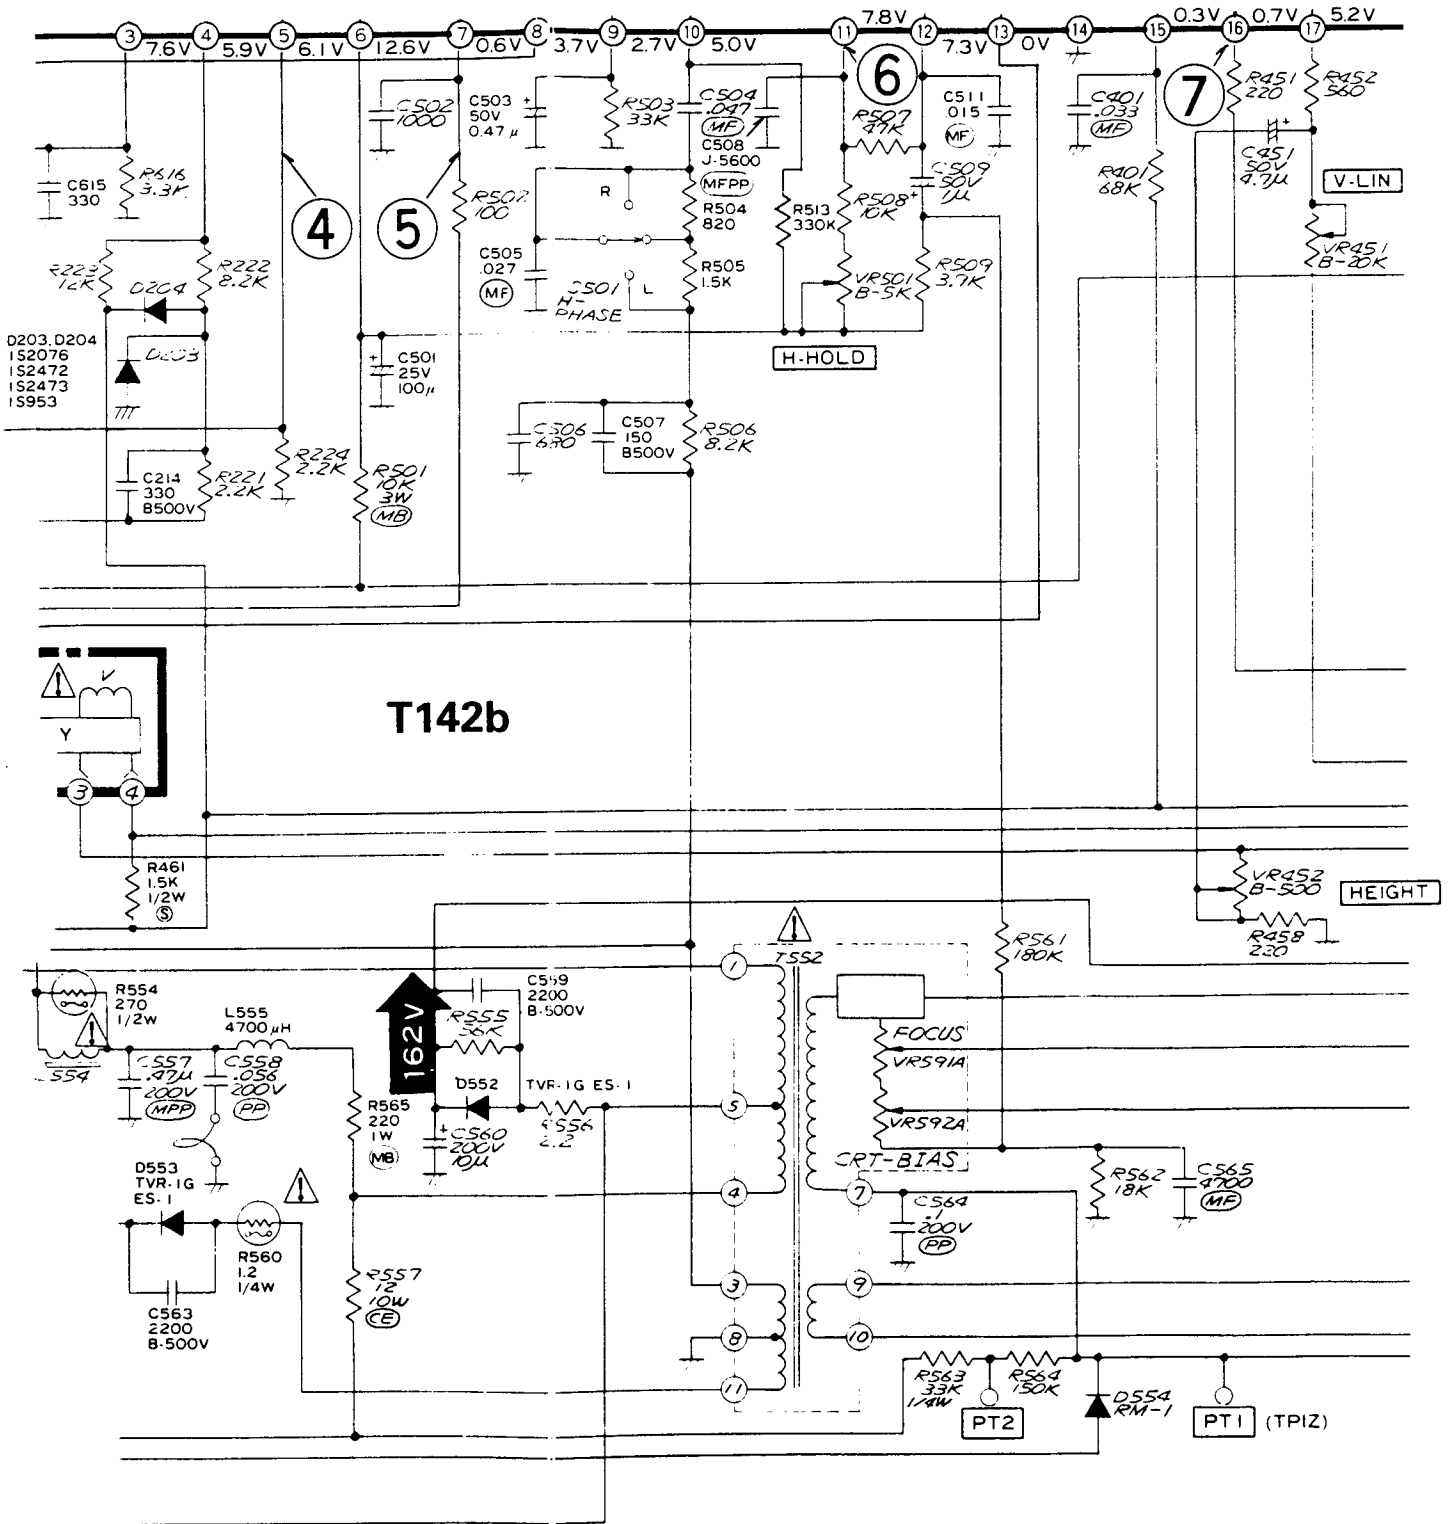 3 4 5 6 7 8 9 10 11 12 13 14 15 16 17
7.6V 5.9V 6.1V 12.6V 0.6V 3.7V 2.7V 5.0V 7.8V 7.3V 0V 0.3V 0.7V 5.2V
C615
330
R616
3.3K
4
C502
1000
5
R502
100
C503
50V
0.47μ
R503
33K
C504
.047
MF
C508
J-5600
MFPP
6
R507
47K
C511
.015
MF
C401
.033
MF
7
R451
220
R452
560
C451
50V
4.7μ
V-LIN
VR451
B-20K
R401
68K
C509
50V
1μ
R508
10K
R513
330K
R
R504
820
R505
1.5K
L
C505
.027
MF
H-
PHASE
VR501
B-5K
R509
3.9K
H-HOLD
R223
12K
D204
R222
8.2K
D203
D203.D204
1S2076
1S2472
1S2473
1S953
C501
25V
100μ
C506
680
C507
150
B500V
R506
8.2K
C214
330
B500V
R221
2.2K
R224
2.2K
R501
10K
3W
MB
V
Y
3 4
T142b
R461
1.5K
1/2W
S
VR452
B-500
HEIGHT
R458
220
R561
180K
R554
270
1/2W
L555
4700μH
162V
C559
2200
B-500V
R555
56K
T552
1
FOCUS
VR591A
VR592A
CRT-BIAS
554
C557
.47μ
200V
MPP
C558
.056
200V
PP
R565
220
1W
MB
D552
TVR-1G ES-1
C560
200V
10μ
R556
2.2
5
4
7
C564
.1
200V
PP
R562
18K
C565
4700
MF
D553
TVR-1G
ES-1
R560
1.2
1/4W
C563
2200
B-500V
R557
12
10W
CE
3
8
11
9
10
R563
33K
1/4W
R564
150K
PT2
D554
RM-1
PT1 (TP1Z)